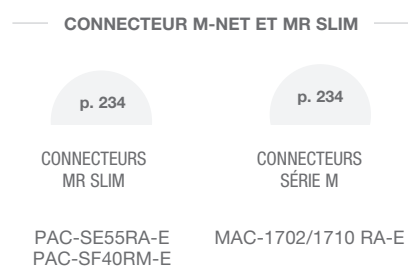 CONNECTEUR M-NET ET MR SLIM
p. 234
CONNECTEURS
MR SLIM
PAC-SE55RA-E
PAC-SF40RM-E
p. 234
CONNECTEURS
SÉRIE M
MAC-1702/1710 RA-E